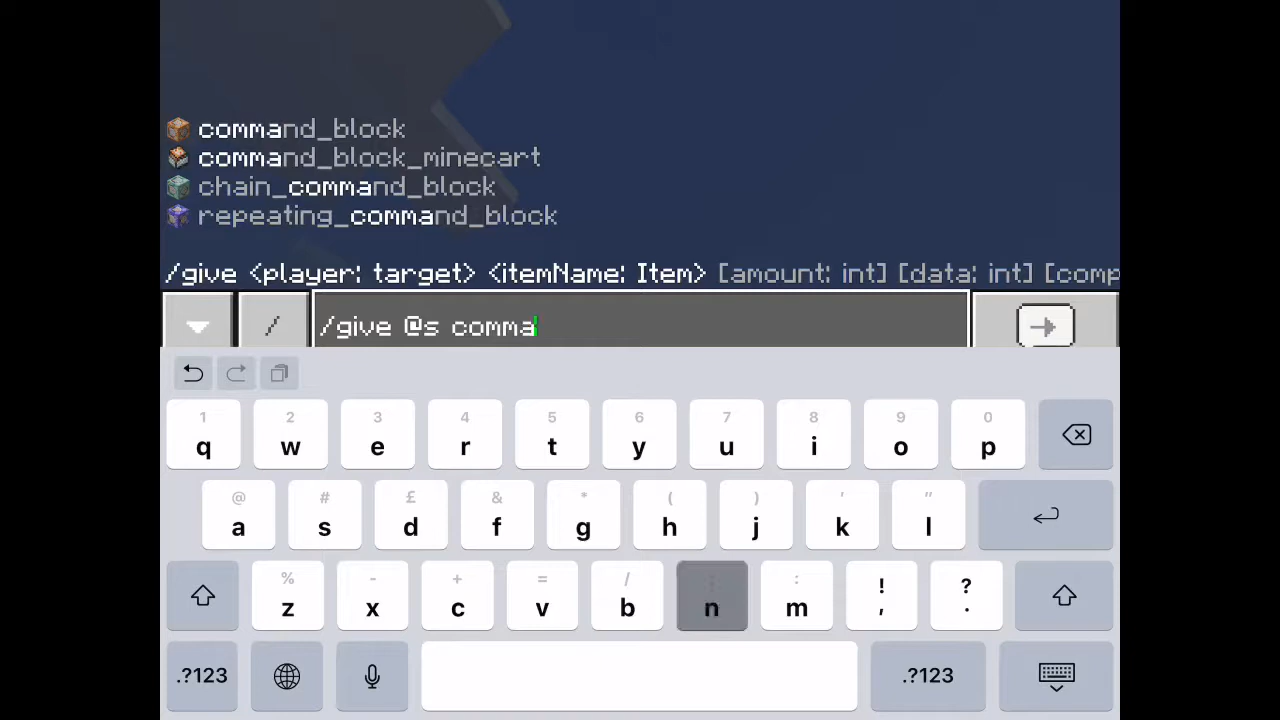 command_block
command_block_minecart
chain_command_block
repeating_command_block
/give <player: target> <itemName: Item> [amount: int] [data: int] [comp
/ /give @s comma
1 2 3 4 5 6 7 8 9 0
q w e r t y u i o p
@ # £ & * ( ) ' "
a s d f g h j k l
% - + = / ; : ! ?
z x c v b n m , .
.?123 .?123